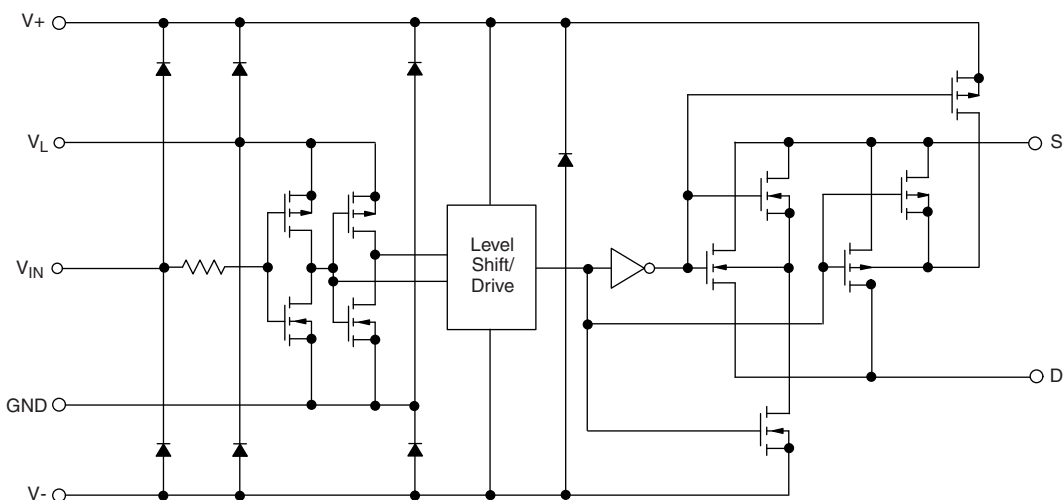 V+
VL
S
Level
Shift/
Drive
VIN
D
GND
V-